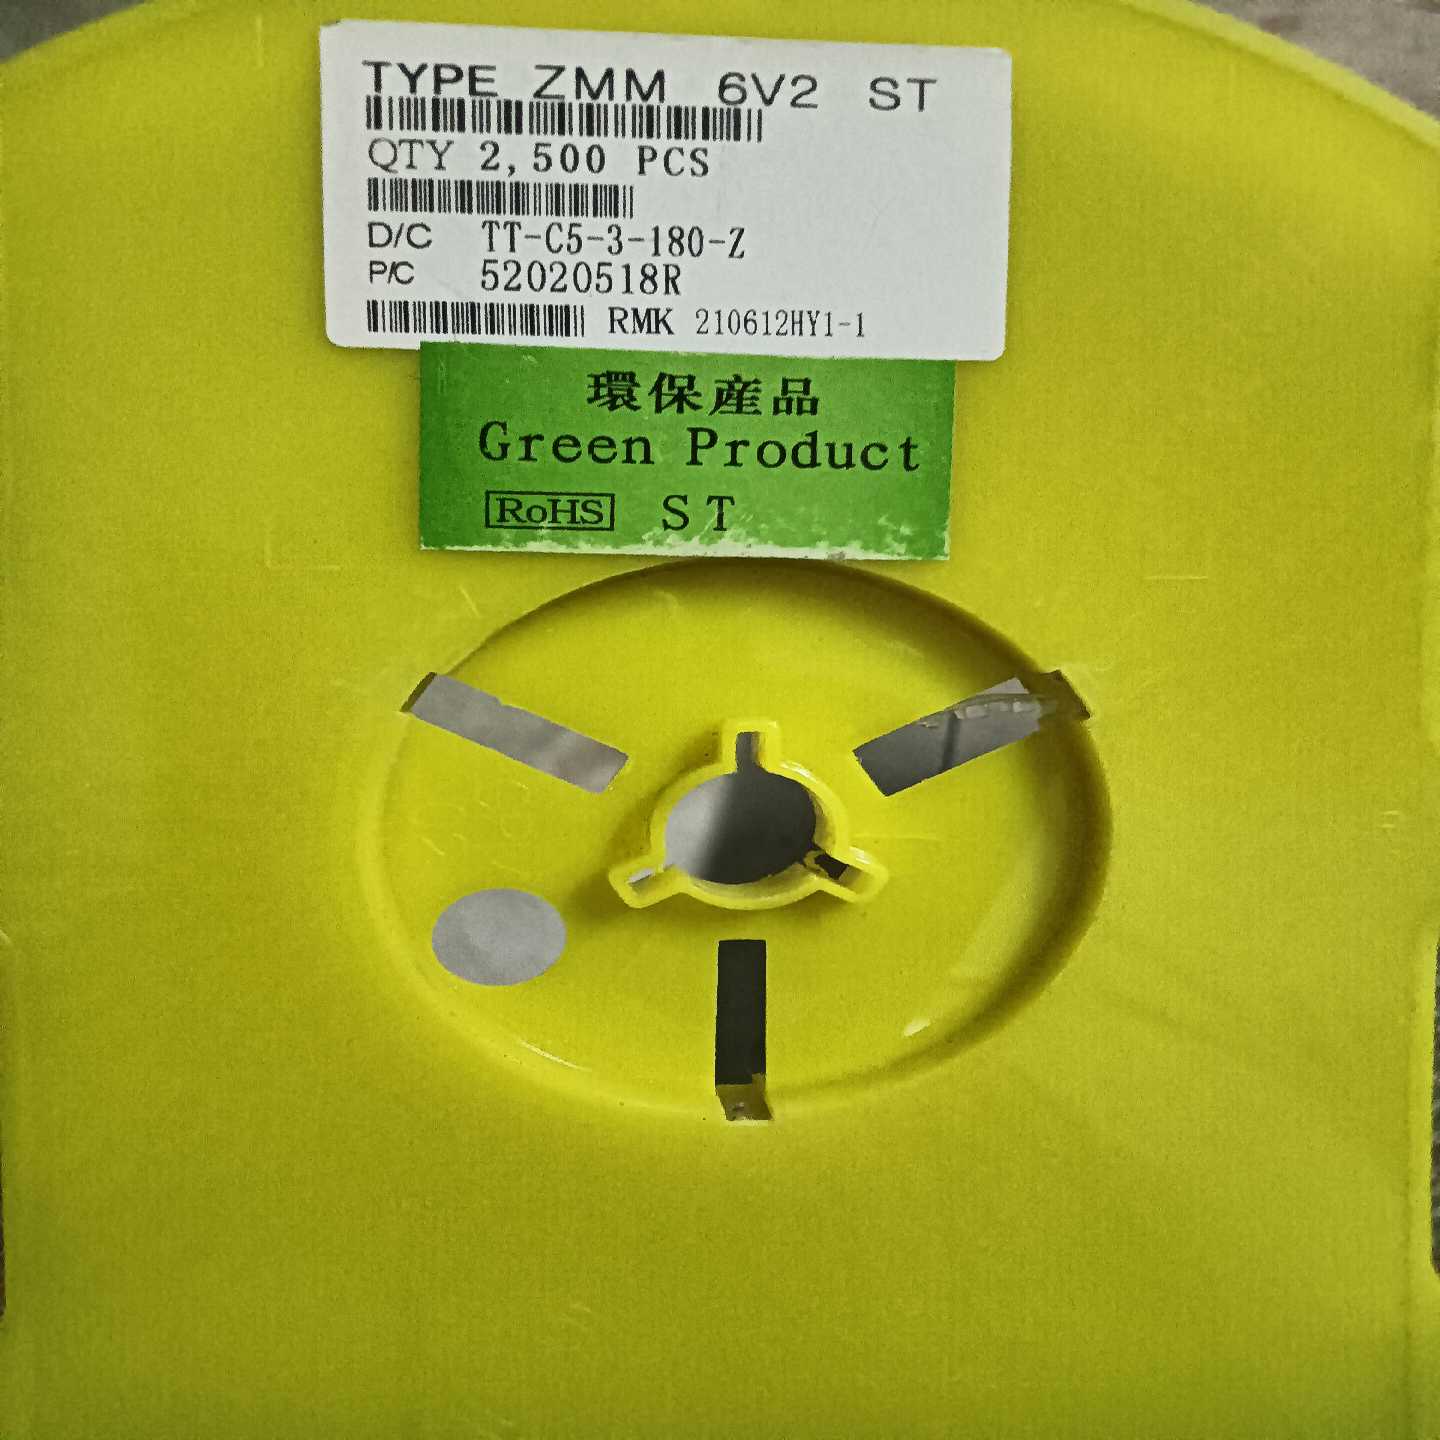 TYPE ZMM 6V2 ST
QTY 2,500 PCS
D/C TT-C5-3-180-Z
P/C 52020518R
RMK 210612HY1-1
環保産品
Green Product
RoHS ST